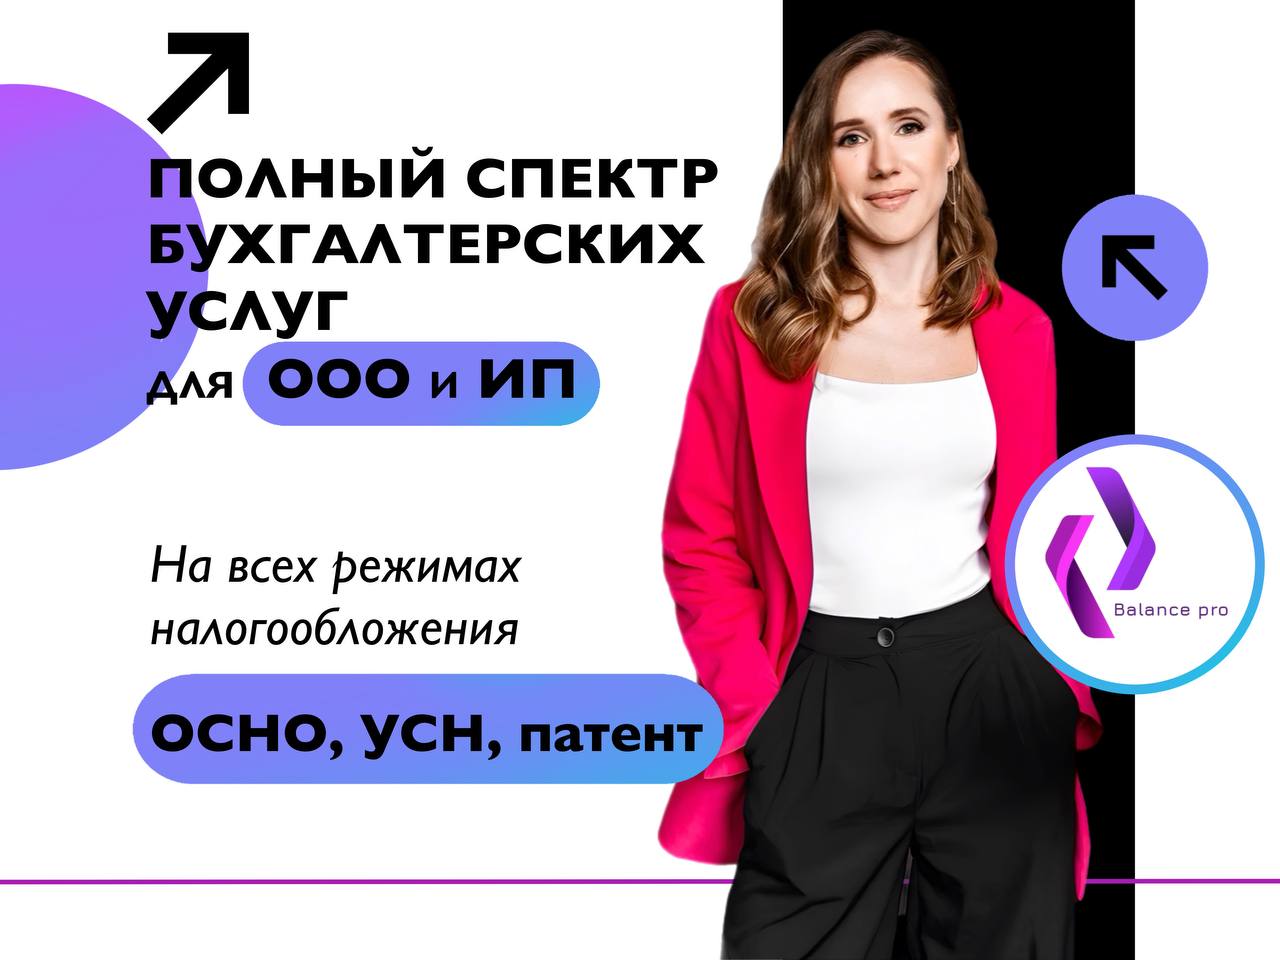 ПОЛНЫЙ СПЕКТР
БУХГАЛТЕРСКИХ
УСЛУГ
для ООО и ИП
На всех режимах
налогообложения
ОСНО, УСН, патент
Balance pro